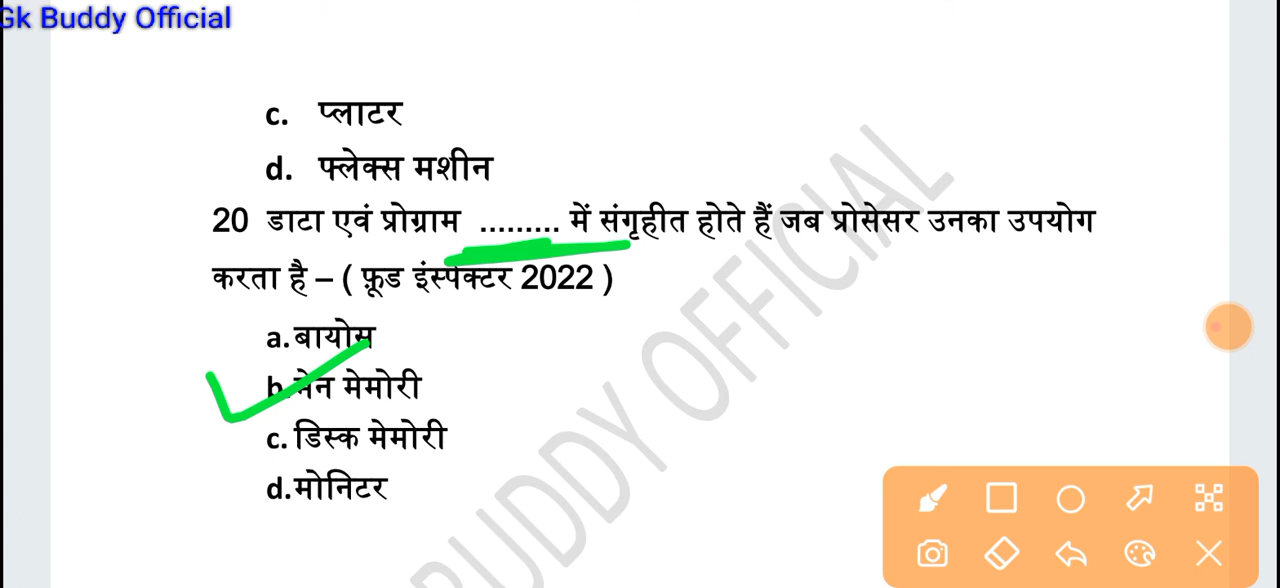 Gk Buddy Official
c. प्लाटर
d. फ्लेक्स मशीन
20 डाटा एवं प्रोग्राम ......... में संगृहीत होते हैं जब प्रोसेसर उनका उपयोग
करता है – ( फ़ूड इंस्पेक्टर 2022 )
a.बायोस
b.मेन मेमोरी
c.डिस्क मेमोरी
d.मोनिटर
BUDDY OFFICIAL